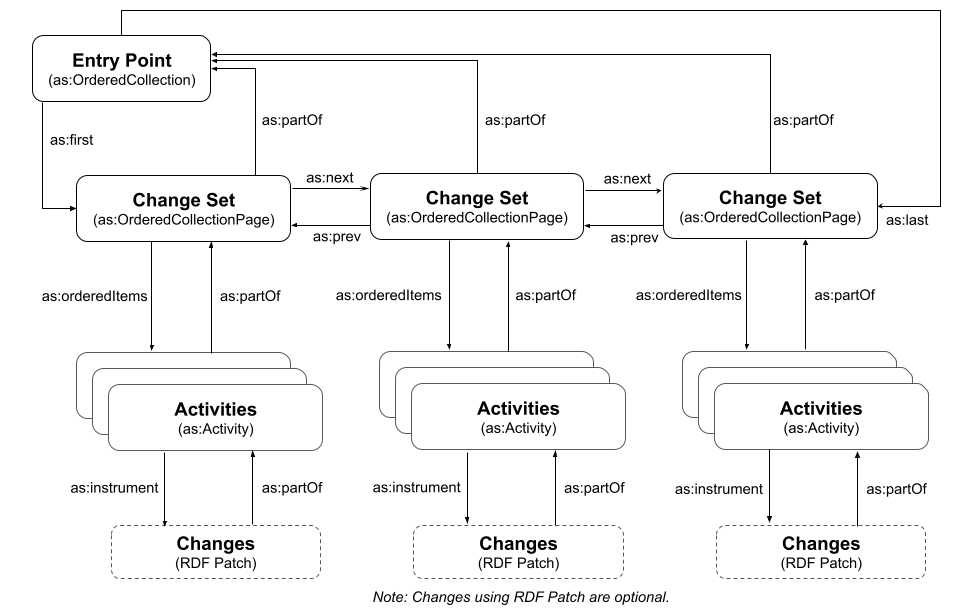 Entry Point
(as:OrderedCollection)
as:first
as:partOf
as:partOf
as:partOf
Change Set
(as:OrderedCollectionPage)
as:next
as:prev
Change Set
(as:OrderedCollectionPage)
as:next
as:prev
Change Set
(as:OrderedCollectionPage)
as:last
as:orderedItems
as:partOf
as:orderedItems
as:partOf
as:orderedItems
as:partOf
Activities
(as:Activity)
Activities
(as:Activity)
Activities
(as:Activity)
as:instrument
as:partOf
as:instrument
as:partOf
as:instrument
as:partOf
Changes
(RDF Patch)
Changes
(RDF Patch)
Changes
(RDF Patch)
Note: Changes using RDF Patch are optional.